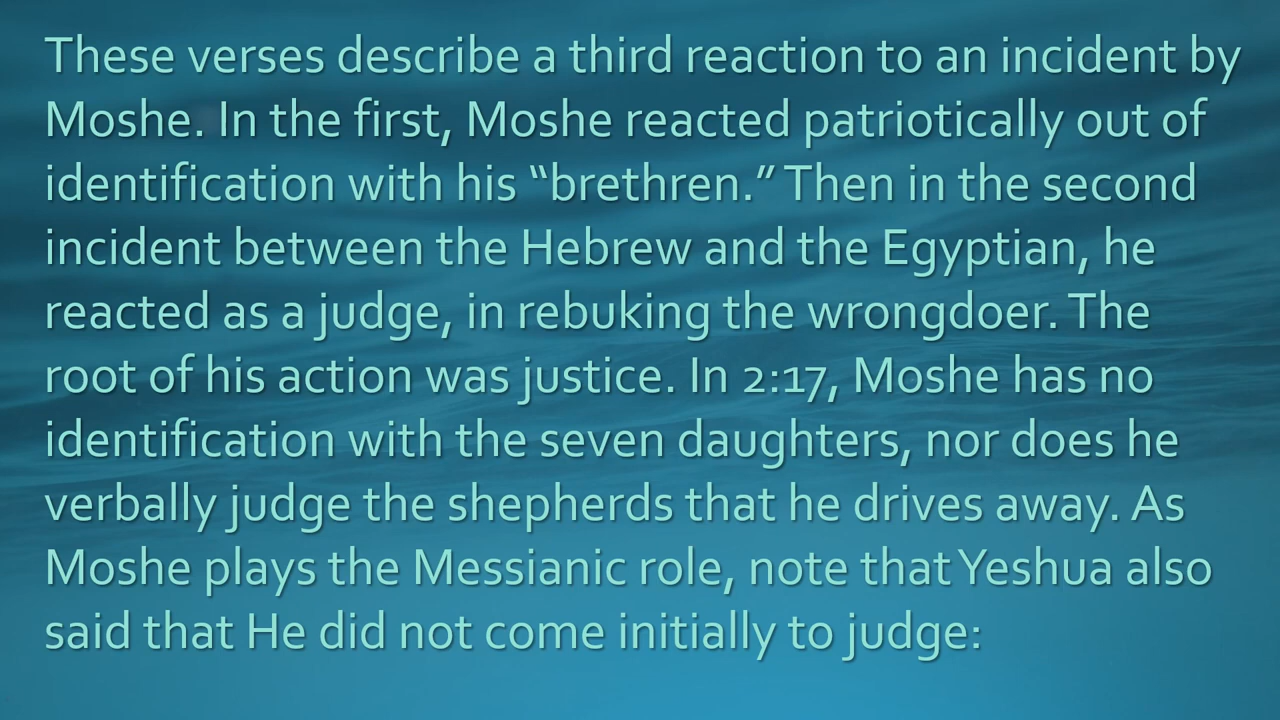 These verses describe a third reaction to an incident by
Moshe. In the first, Moshe reacted patriotically out of
identification with his “brethren.” Then in the second
incident between the Hebrew and the Egyptian, he
reacted as a judge, in rebuking the wrongdoer. The
root of his action was justice. In 2:17, Moshe has no
identification with the seven daughters, nor does he
verbally judge the shepherds that he drives away. As
Moshe plays the Messianic role, note that Yeshua also
said that He did not come initially to judge: